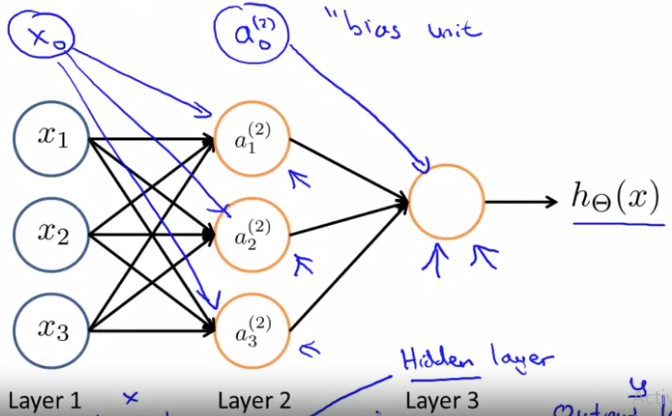 x₀ a₀⁽²⁾ "bias unit
x₁ a₁⁽²⁾
x₂ a₂⁽²⁾ h_Θ(x)
x₃ a₃⁽²⁾
Hidden layer
Layer 1 x Layer 2 Layer 3 y